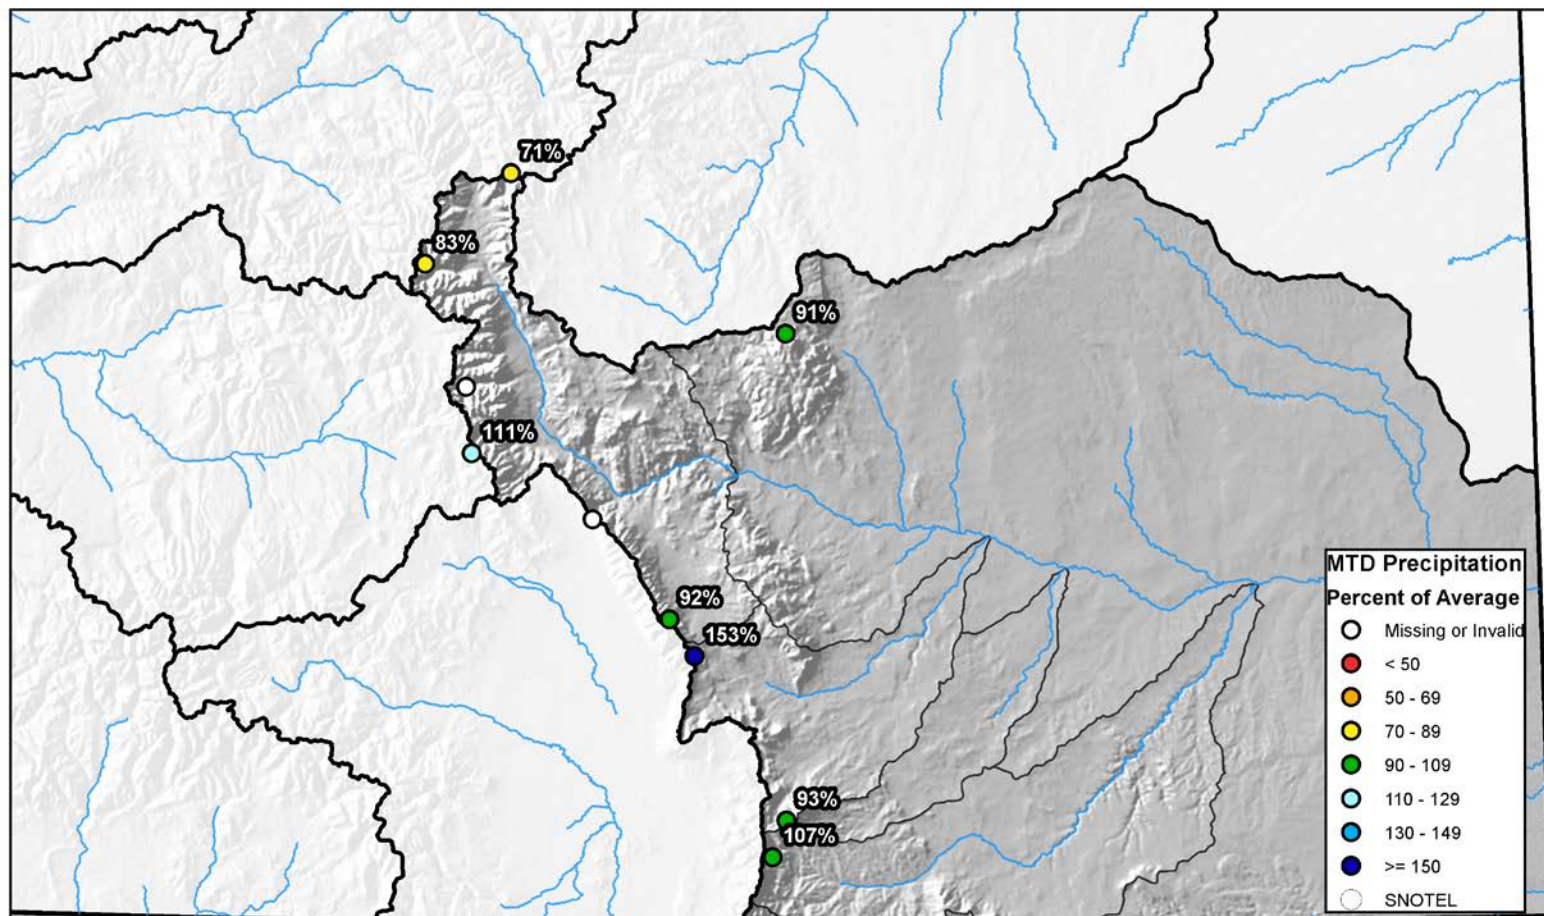 71%
83%
91%
111%
92%
153%
93%
107%
MTD Precipitation
Percent of Average
Missing or Invalid
< 50
50 - 69
70 - 89
90 - 109
110 - 129
130 - 149
>= 150
SNOTEL